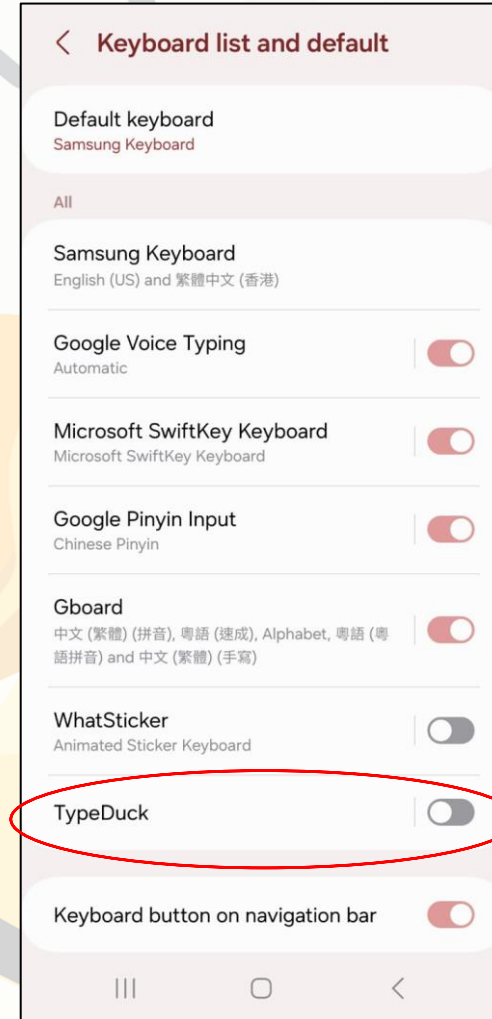 Keyboard list and default
Default keyboard
Samsung Keyboard
All
Samsung Keyboard
English (US) and 繁體中文 (香港)
Google Voice Typing
Automatic
Microsoft SwiftKey Keyboard
Microsoft SwiftKey Keyboard
Google Pinyin Input
Chinese Pinyin
Gboard
中文 (繁體) (拼音), 粵語 (速成), Alphabet, 粵語 (粵
語拼音) and 中文 (繁體) (手寫)
WhatSticker
Animated Sticker Keyboard
TypeDuck
Keyboard button on navigation bar